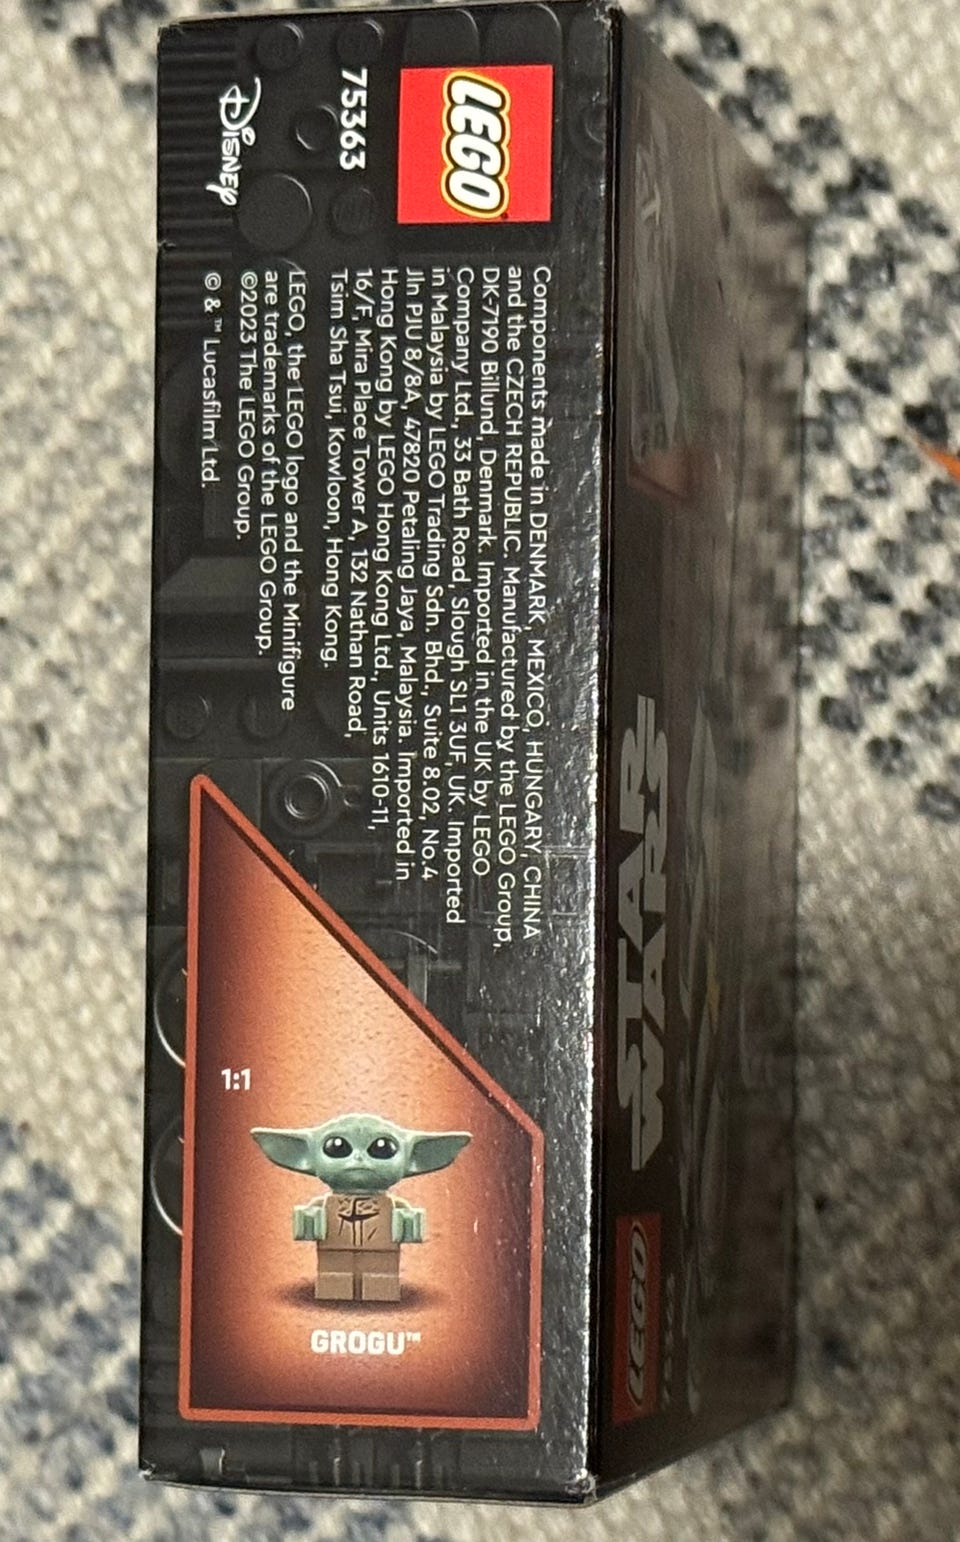 LEGO
75363
Disney
Components made in DENMARK, MEXICO, HUNGARY, CHINA
and the CZECH REPUBLIC. Manufactured by the LEGO Group,
DK-7190 Billund, Denmark. Imported in the UK by LEGO
Company Ltd., 33 Bath Road, Slough SL1 3UF, UK. Imported
in Malaysia by LEGO Trading Sdn. Bhd., Suite 8.02, No.4
Jln PJU 8/8A, 47820 Petaling Jaya, Malaysia. Imported in
Hong Kong by LEGO Hong Kong Ltd., Units 1610-11,
16/F, Mira Place Tower A, 132 Nathan Road,
Tsim Sha Tsui, Kowloon, Hong Kong.
LEGO, the LEGO logo and the Minifigure
are trademarks of the LEGO Group.
©2023 The LEGO Group.
© & ™ Lucasfilm Ltd.
1:1
GROGU™
STAR
WARS
LEGO